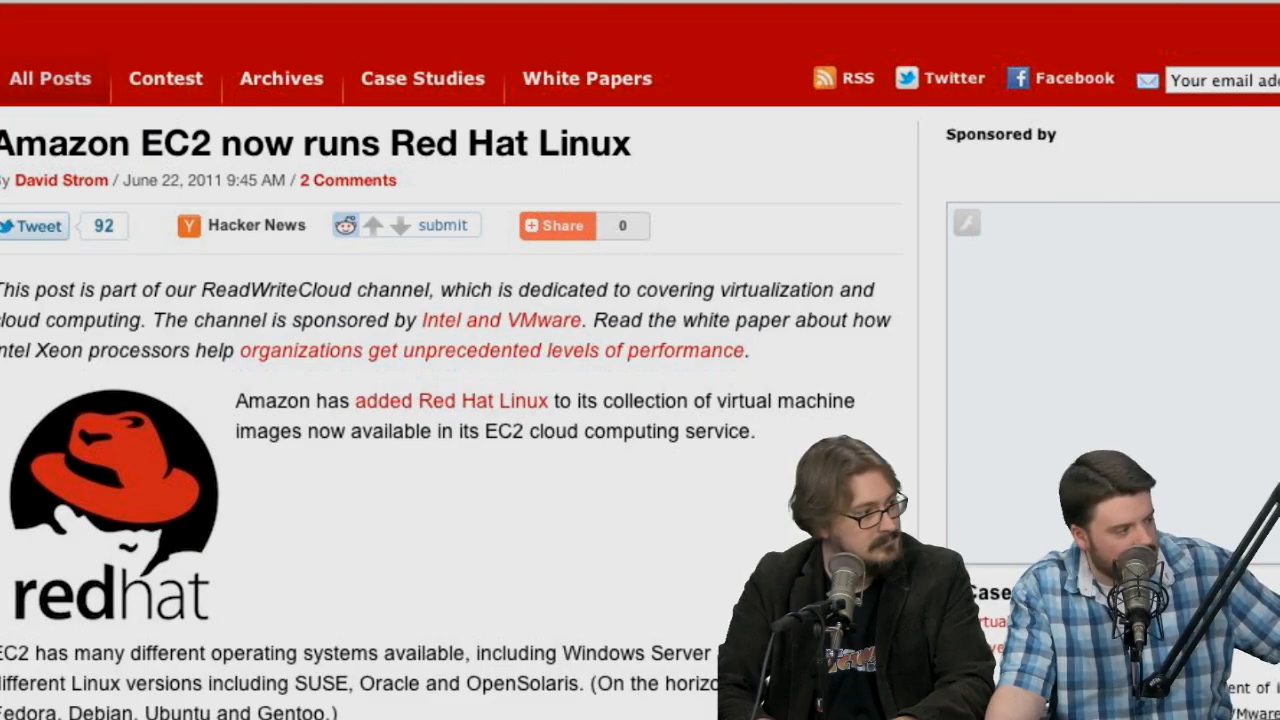 All Posts
Contest
Archives
Case Studies
White Papers
RSS
Twitter
Facebook
Your email
Amazon EC2 now runs Red Hat Linux
Sponsored by
David Strom / June 22, 2011 9:45 AM / 2 Comments
Tweet
92
Y
Hacker News
submit
Share
0
This post is part of our ReadWriteCloud channel, which is dedicated to covering virtualization and
cloud computing. The channel is sponsored by Intel and VMware. Read the white paper about how
Intel Xeon processors help organizations get unprecedented levels of performance.
Amazon has added Red Hat Linux to its collection of virtual machine
images now available in its EC2 cloud computing service.
redhat
EC2 has many different operating systems available, including Windows Server
different Linux versions including SUSE, Oracle and OpenSolaris. (On the
Fedora, Debian, Ubuntu and Gentoo.)
Case